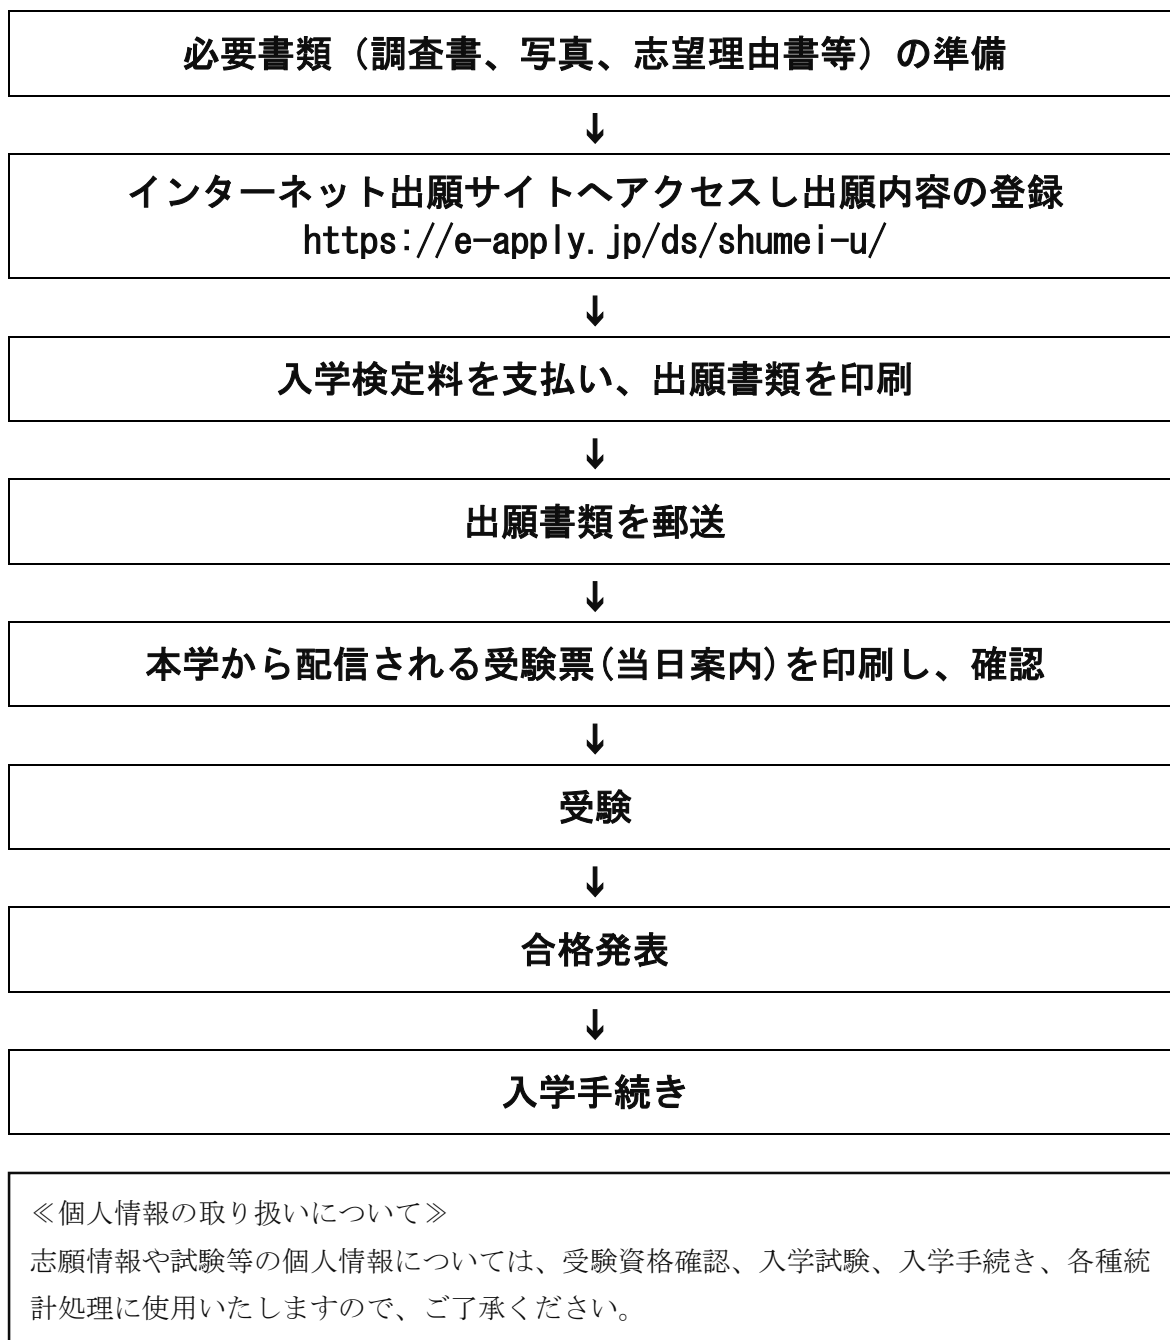 必要書類（調査書、写真、志望理由書等）の準備
↓
インターネット出願サイトへアクセスし出願内容の登録
https://e-apply.jp/ds/shumei-u/
↓
入学検定料を支払い、出願書類を印刷
↓
出願書類を郵送
↓
本学から配信される受験票(当日案内)を印刷し、確認
↓
受験
↓
合格発表
↓
入学手続き
≪個人情報の取り扱いについて≫
志願情報や試験等の個人情報については、受験資格確認、入学試験、入学手続き、各種統
計処理に使用いたしますので、ご了承ください。